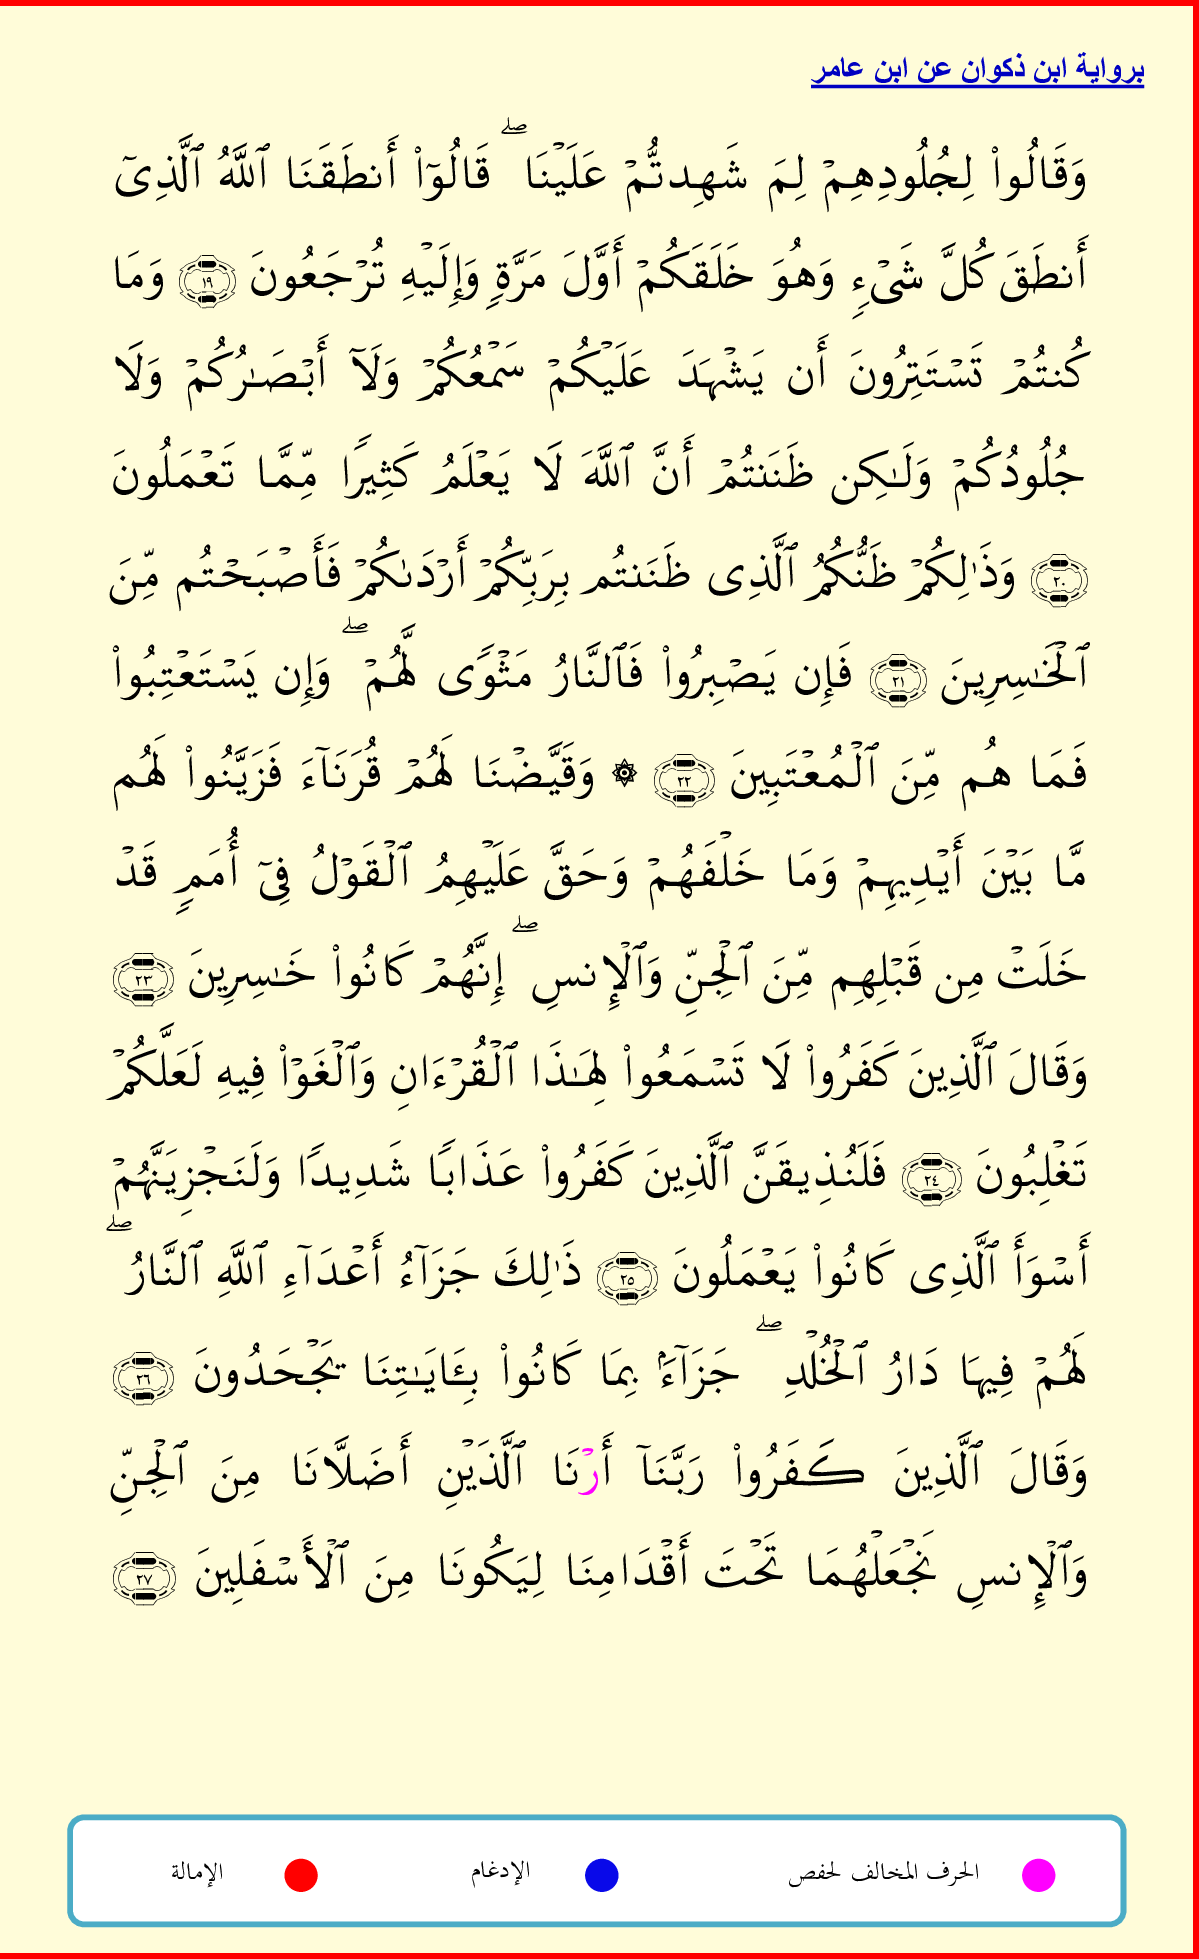 برواية ابن ذكوان عن ابن عامر
وَقَالُواْ لِجُلُودِهِمۡ لِمَ شَهِدتُّمۡ عَلَيۡنَا ۖ قَالُوٓاْ أَنطَقَنَا ٱللَّهُ ٱلَّذِىٓ
أَنطَقَ كُلَّ شَىۡءٍ وَهُوَ خَلَقَكُمۡ أَوَّلَ مَرَّةٍ وَإِلَيۡهِ تُرۡجَعُونَ ١٩ وَمَا
كُنتُمۡ تَسۡتَتِرُونَ أَن يَشۡهَدَ عَلَيۡكُمۡ سَمۡعُكُمۡ وَلَآ أَبۡصَـٰرُكُمۡ وَلَا
جُلُودُكُمۡ وَلَـٰكِن ظَنَنتُمۡ أَنَّ ٱللَّهَ لَا يَعۡلَمُ كَثِيرًا مِّمَّا تَعۡمَلُونَ
٢٠ وَذَٰلِكُمۡ ظَنُّكُمُ ٱلَّذِى ظَنَنتُم بِرَبِّكُمۡ أَرۡدَىٰكُمۡ فَأَصۡبَحۡتُم مِّنَ
ٱلۡخَـٰسِرِينَ ٢١ فَإِن يَصۡبِرُواْ فَٱلنَّارُ مَثۡوًى لَّهُمۡ ۖ وَإِن يَسۡتَعۡتِبُواْ
فَمَا هُم مِّنَ ٱلۡمُعۡتَبِينَ ٢٢ ۞ وَقَيَّضۡنَا لَهُمۡ قُرَنَآءَ فَزَيَّنُواْ لَهُم
مَّا بَيۡنَ أَيۡدِيهِمۡ وَمَا خَلۡفَهُمۡ وَحَقَّ عَلَيۡهِمُ ٱلۡقَوۡلُ فِىٓ أُمَمٍ قَدۡ
خَلَتۡ مِن قَبۡلِهِم مِّنَ ٱلۡجِنِّ وَٱلۡإِنسِ ۖ إِنَّهُمۡ كَانُواْ خَـٰسِرِينَ ٢٣
وَقَالَ ٱلَّذِينَ كَفَرُواْ لَا تَسۡمَعُواْ لِهَـٰذَا ٱلۡقُرۡءَانِ وَٱلۡغَوۡاْ فِيهِ لَعَلَّكُمۡ
تَغۡلِبُونَ ٢٤ فَلَنُذِيقَنَّ ٱلَّذِينَ كَفَرُواْ عَذَابًا شَدِيدًا وَلَنَجۡزِيَنَّهُمۡ
أَسۡوَأَ ٱلَّذِى كَانُواْ يَعۡمَلُونَ ٢٥ ذَٰلِكَ جَزَآءُ أَعۡدَآءِ ٱللَّهِ ٱلنَّارُ ۖ
لَهُمۡ فِيهَا دَارُ ٱلۡخُلۡدِ ۖ جَزَآءَۢ بِمَا كَانُواْ بِـَٔايَـٰتِنَا يَجۡحَدُونَ ٢٦
وَقَالَ ٱلَّذِينَ كَفَرُواْ رَبَّنَآ أَرۡنَا ٱلَّذَيۡنِ أَضَلَّانَا مِنَ ٱلۡجِنِّ
وَٱلۡإِنسِ نَجۡعَلۡهُمَا تَحۡتَ أَقۡدَامِنَا لِيَكُونَا مِنَ ٱلۡأَسۡفَلِينَ ٢٧
الحرف المخالف لحفص الإدغام الإمالة